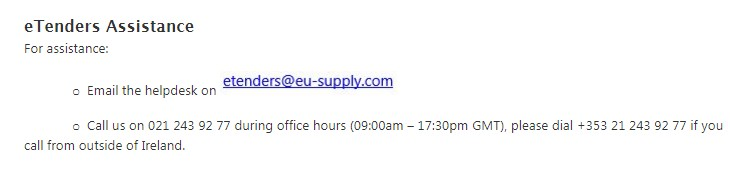 eTenders Assistance
For assistance:
o Email the helpdesk on etenders@eu-supply.com
o Call us on 021 243 92 77 during office hours (09:00am – 17:30pm GMT), please dial +353 21 243 92 77 if you
call from outside of Ireland.